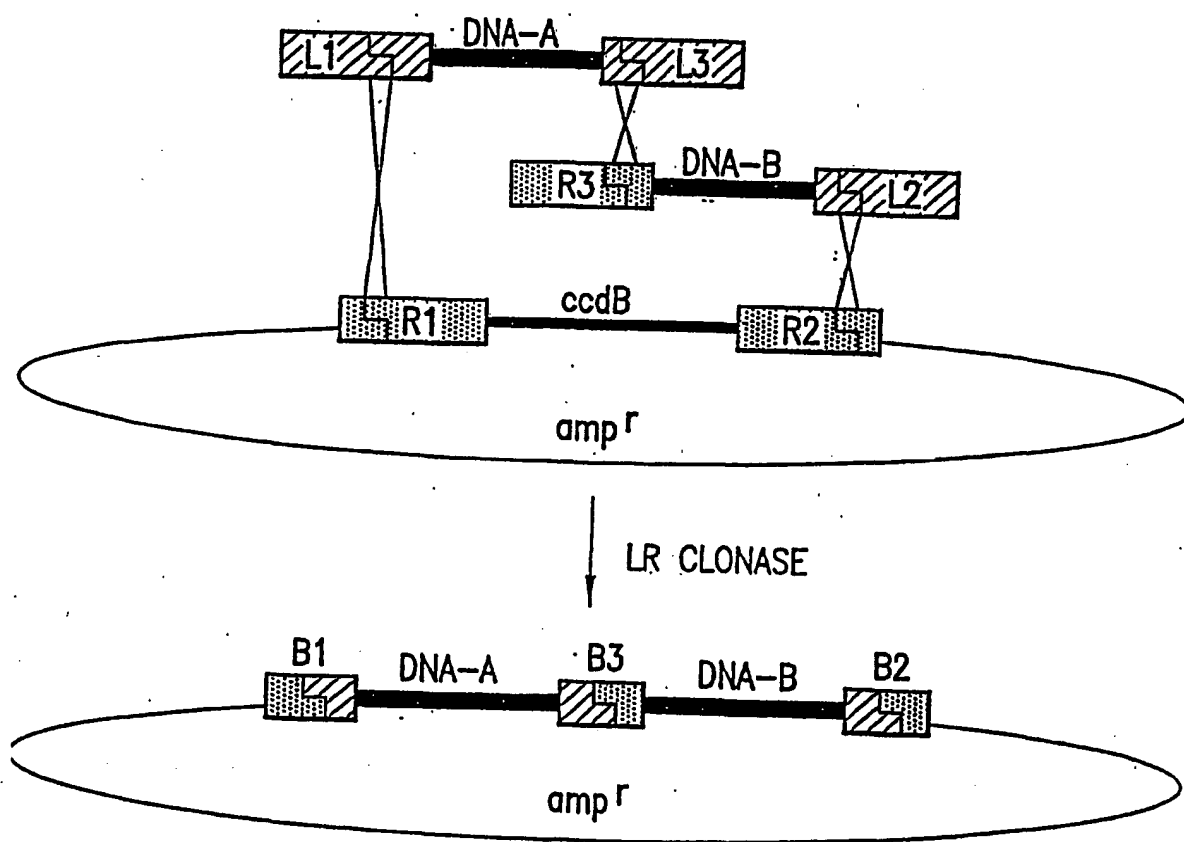 DNA-A
L1
L3
DNA-B
R3
L2
ccdB
R1
R2
amp r
LR CLONASE
B1
DNA-A
B3
DNA-B
B2
amp r